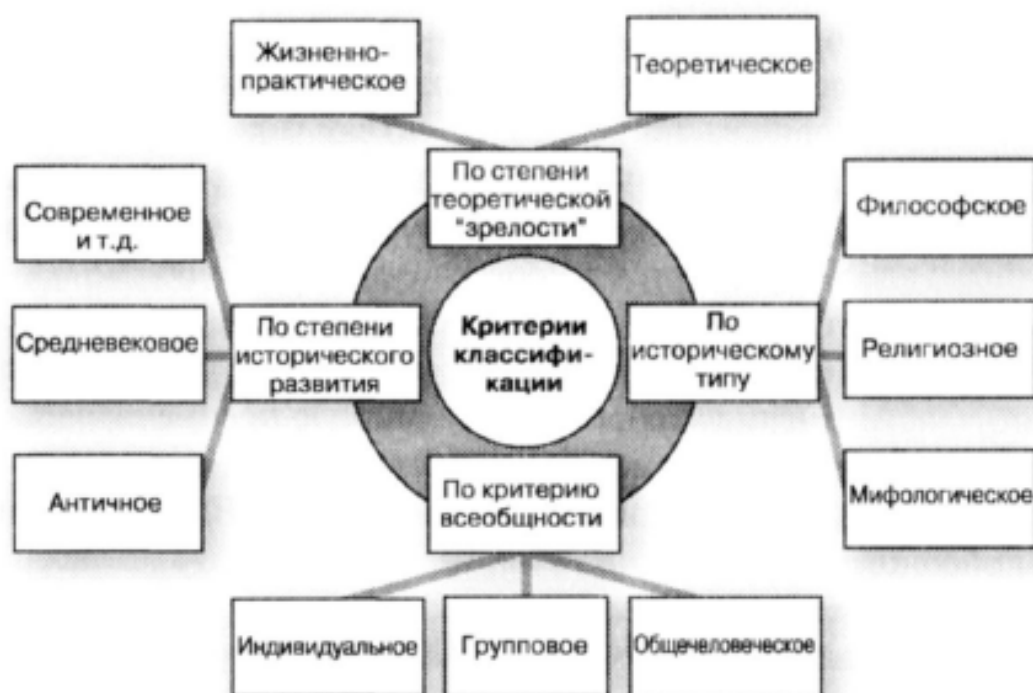 Жизненно-
практическое
Теоретическое
По степени
теоретической
"зрелости"
Современное
и т.д.
Средневековое
Античное
По степени
исторического
развития
Критерии
классифи-
кации
По
историческому
типу
Философское
Религиозное
Мифологическое
По критерию
всеобщности
Индивидуальное
Групповое
Общечеловеческое